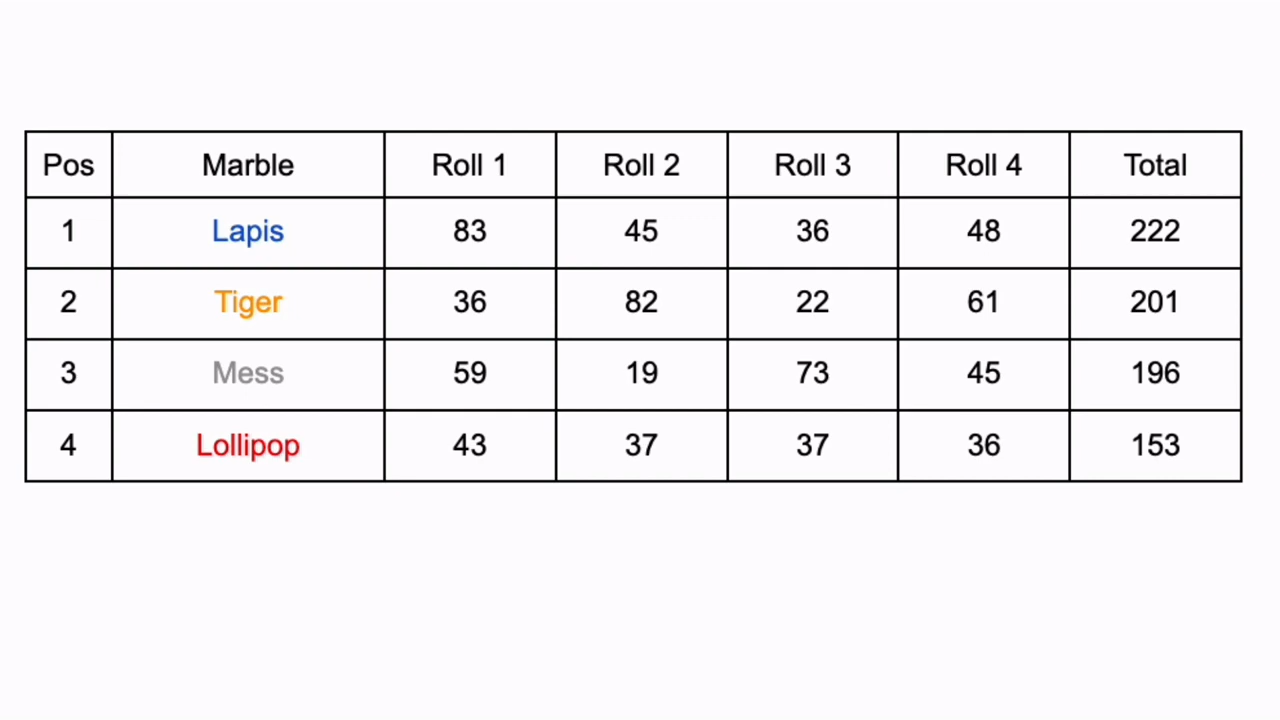 Pos Marble Roll 1 Roll 2 Roll 3 Roll 4 Total
1 Lapis 83 45 36 48 222
2 Tiger 36 82 22 61 201
3 Mess 59 19 73 45 196
4 Lollipop 43 37 37 36 153